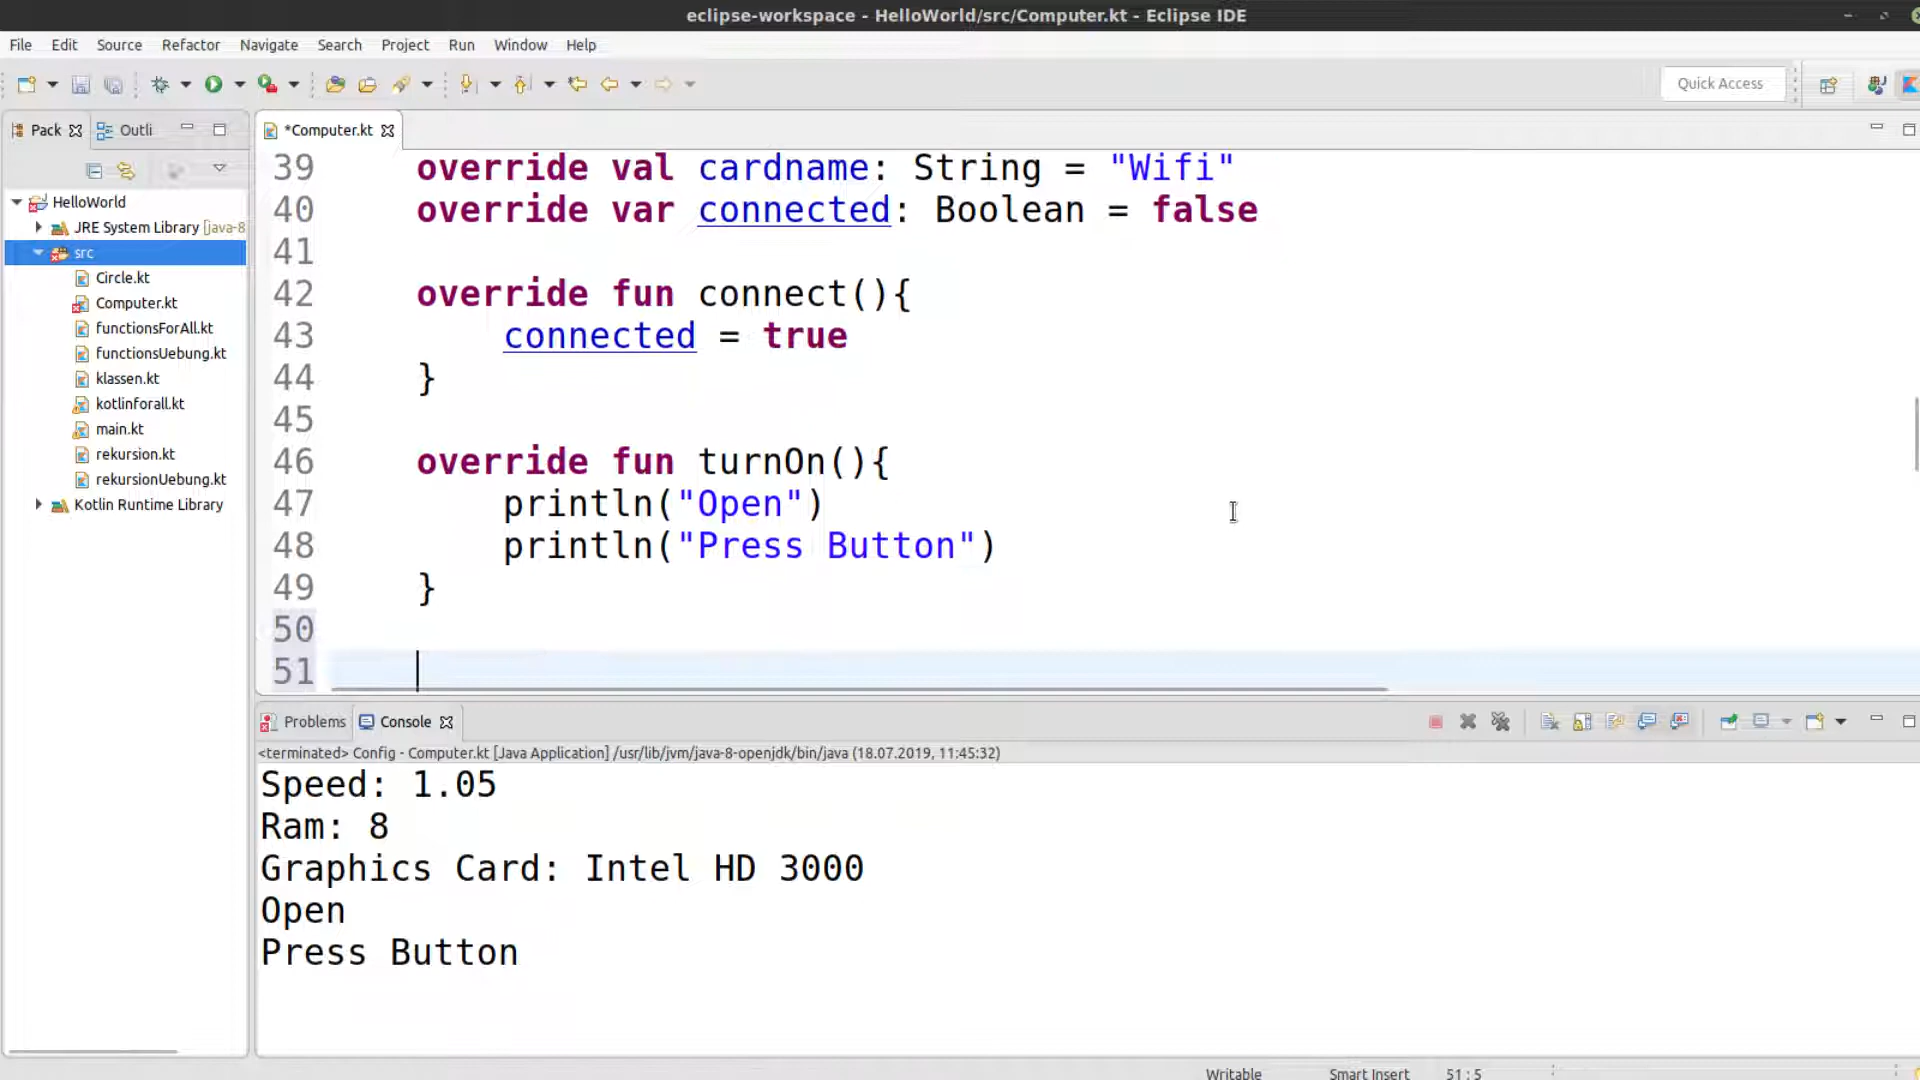 eclipse-workspace - HelloWorld/src/Computer.kt - Eclipse IDE
File Edit Source Refactor Navigate Search Project Run Window Help
Quick Access
Pack Outli
*Computer.kt
HelloWorld
JRE System Library [java-8
src
Circle.kt
Computer.kt
functionsForAll.kt
functionsUebung.kt
klassen.kt
kotlinforall.kt
main.kt
rekursion.kt
rekursionUebung.kt
Kotlin Runtime Library
39 override val cardname: String = "Wifi"
40 override var connected: Boolean = false
41
42 override fun connect(){
43 connected = true
44 }
45
46 override fun turnOn(){
47 println("Open")
48 println("Press Button")
49 }
50
51
Problems Console
<terminated> Config - Computer.kt [Java Application] /usr/lib/jvm/java-8-openjdk/bin/java (18.07.2019, 11:45:32)
Speed: 1.05
Ram: 8
Graphics Card: Intel HD 3000
Open
Press Button
Writable Smart Insert 51 : 5